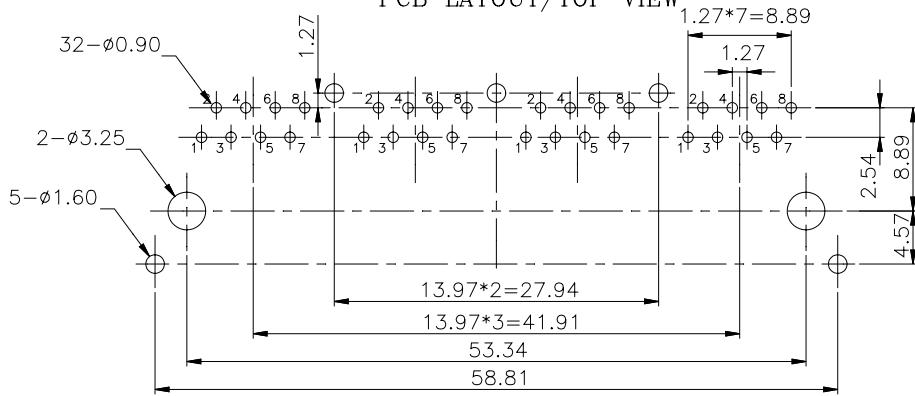 PCB LAYOUT/TOP VIEW
1.27*7=8.89
1.27
1.27
32-ø0.90
2 4 6 8 2 4 6 8 2 4 6 8 2 4 6 8
1 3 5 7 1 3 5 7 1 3 5 7 1 3 5 7
2-ø3.25
2.54
8.89
5-ø1.60
4.57
13.97*2=27.94
13.97*3=41.91
53.34
58.81